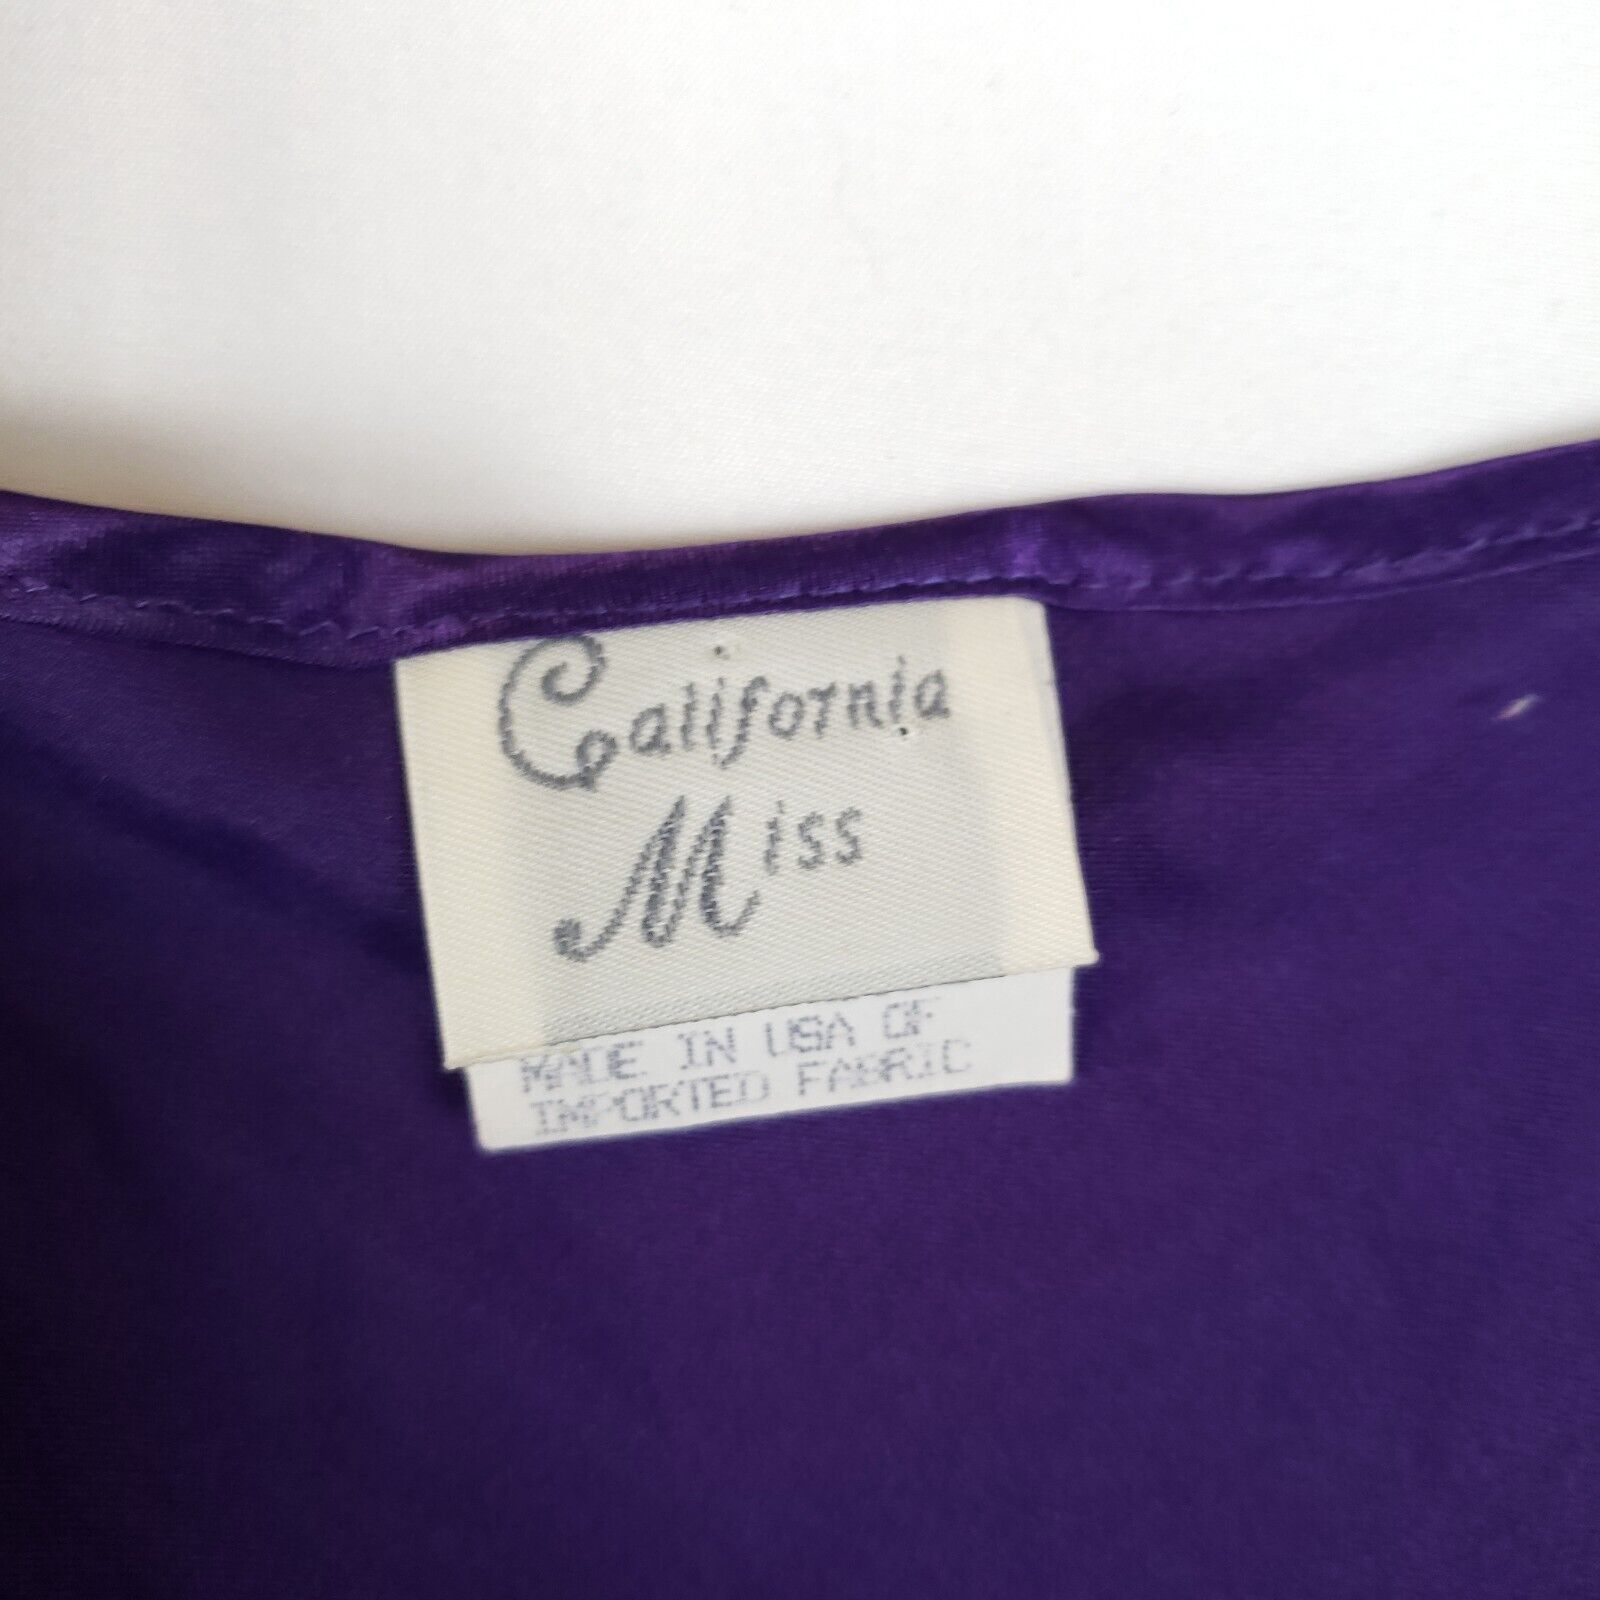 California
Miss
MADE IN USA OF
IMPORTED FABRIC